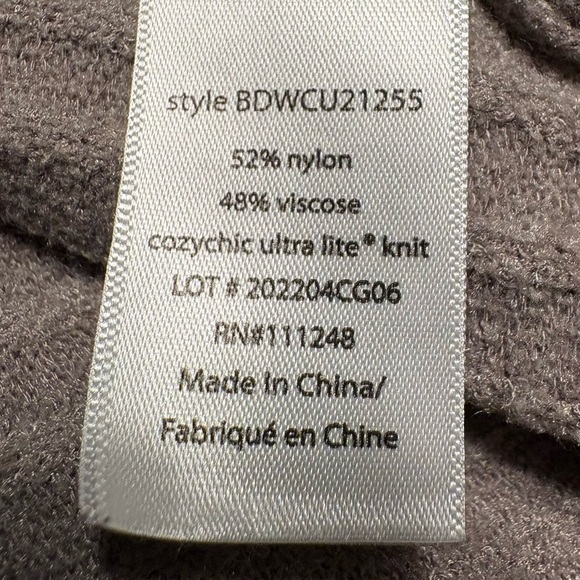 style BDWCU21255
52% nylon
48% viscose
cozychic ultra lite® knit
LOT # 202204CG06
RN#111248
Made In China/
Fabriqué en Chine